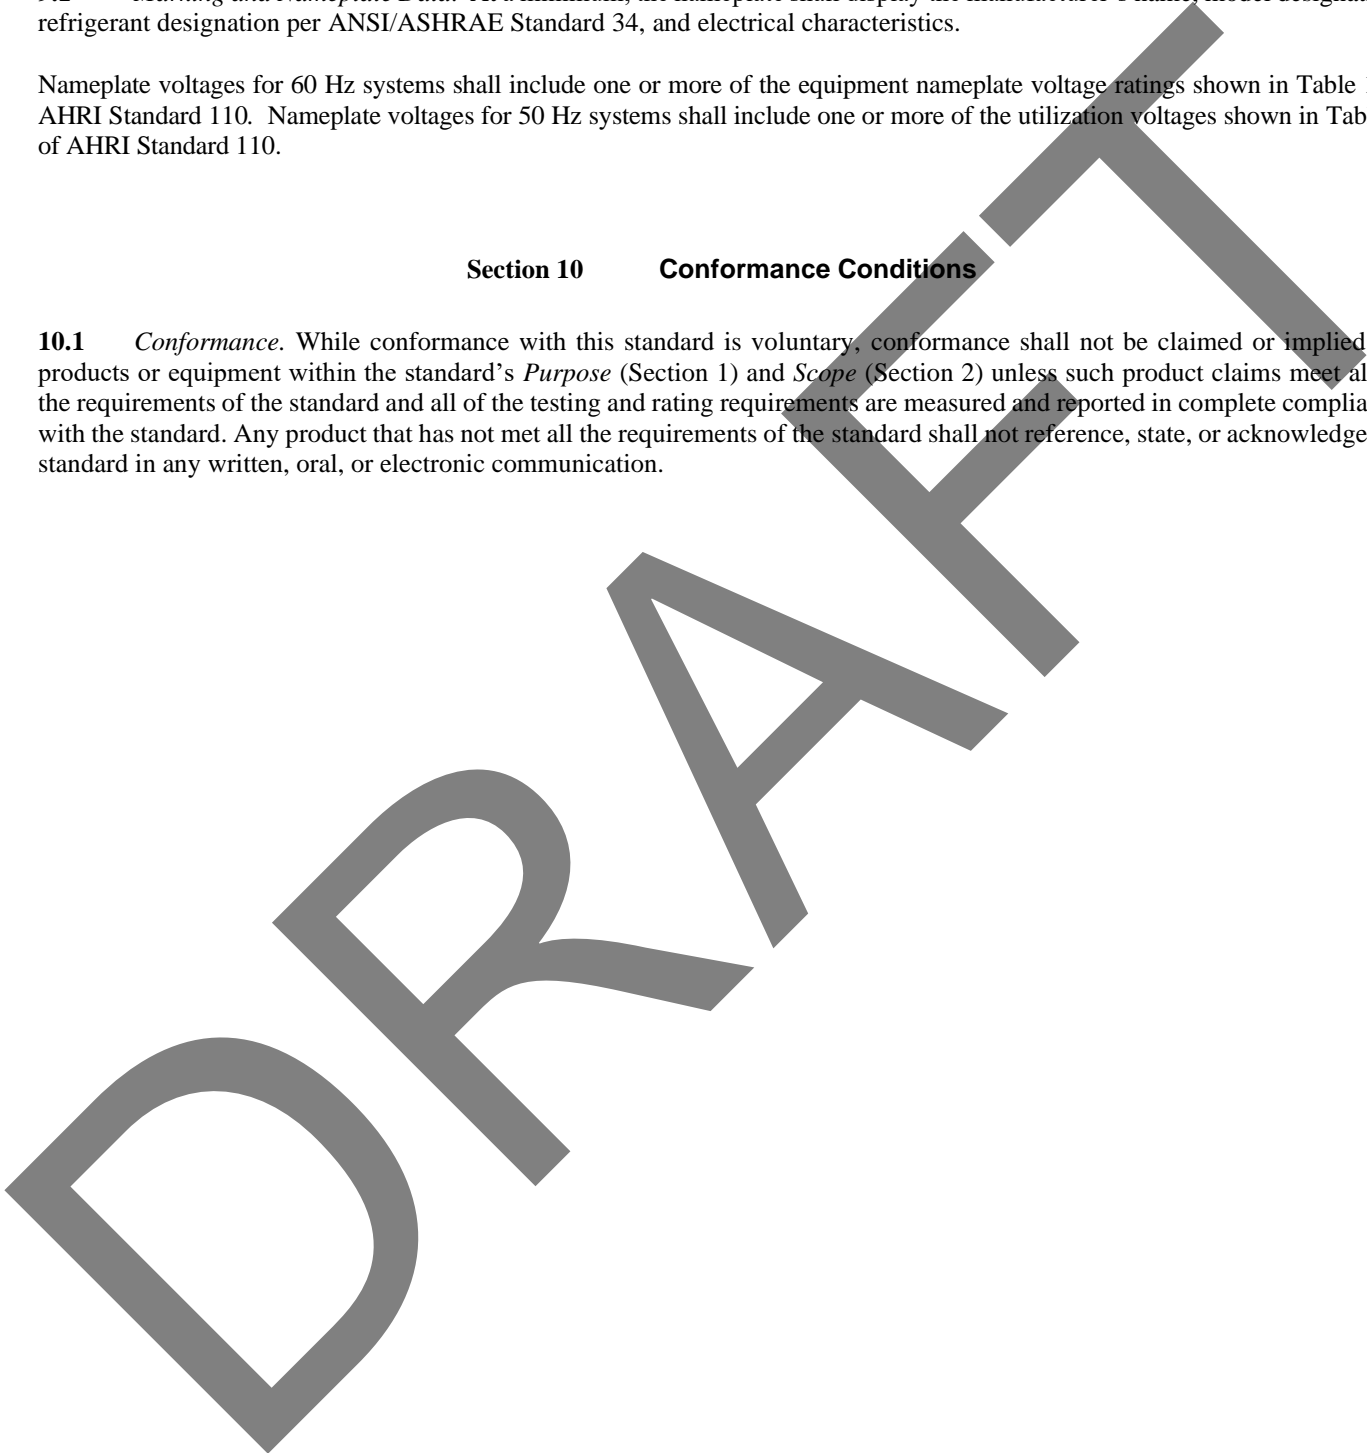 refrigerant designation per ANSI/ASHRAE Standard 34, and electrical characteristics.
Nameplate voltages for 60 Hz systems shall include one or more of the equipment nameplate voltage ratings shown in Table
AHRI Standard 110. Nameplate voltages for 50 Hz systems shall include one or more of the utilization voltages shown in Tab
of AHRI Standard 110.
Section 10 Conformance Conditions
10.1 Conformance. While conformance with this standard is voluntary, conformance shall not be claimed or implied
products or equipment within the standard's Purpose (Section 1) and Scope (Section 2) unless such product claims meet al
the requirements of the standard and all of the testing and rating requirements are measured and reported in complete complia
with the standard. Any product that has not met all the requirements of the standard shall not reference, state, or acknowledge
standard in any written, oral, or electronic communication.
DRAFT